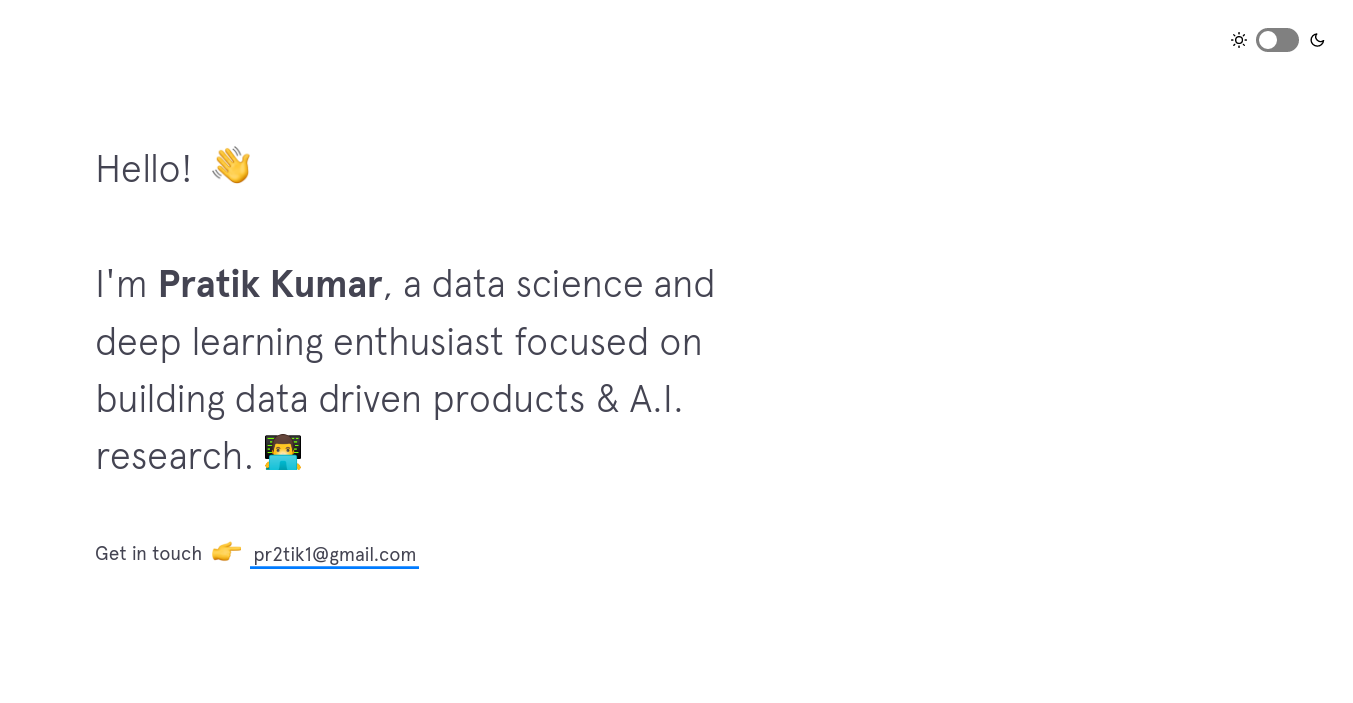 Hello! 👋
I'm Pratik Kumar, a data science and
deep learning enthusiast focused on
building data driven products & A.I.
research. 👨‍💻
Get in touch 👉 pr2tik1@gmail.com